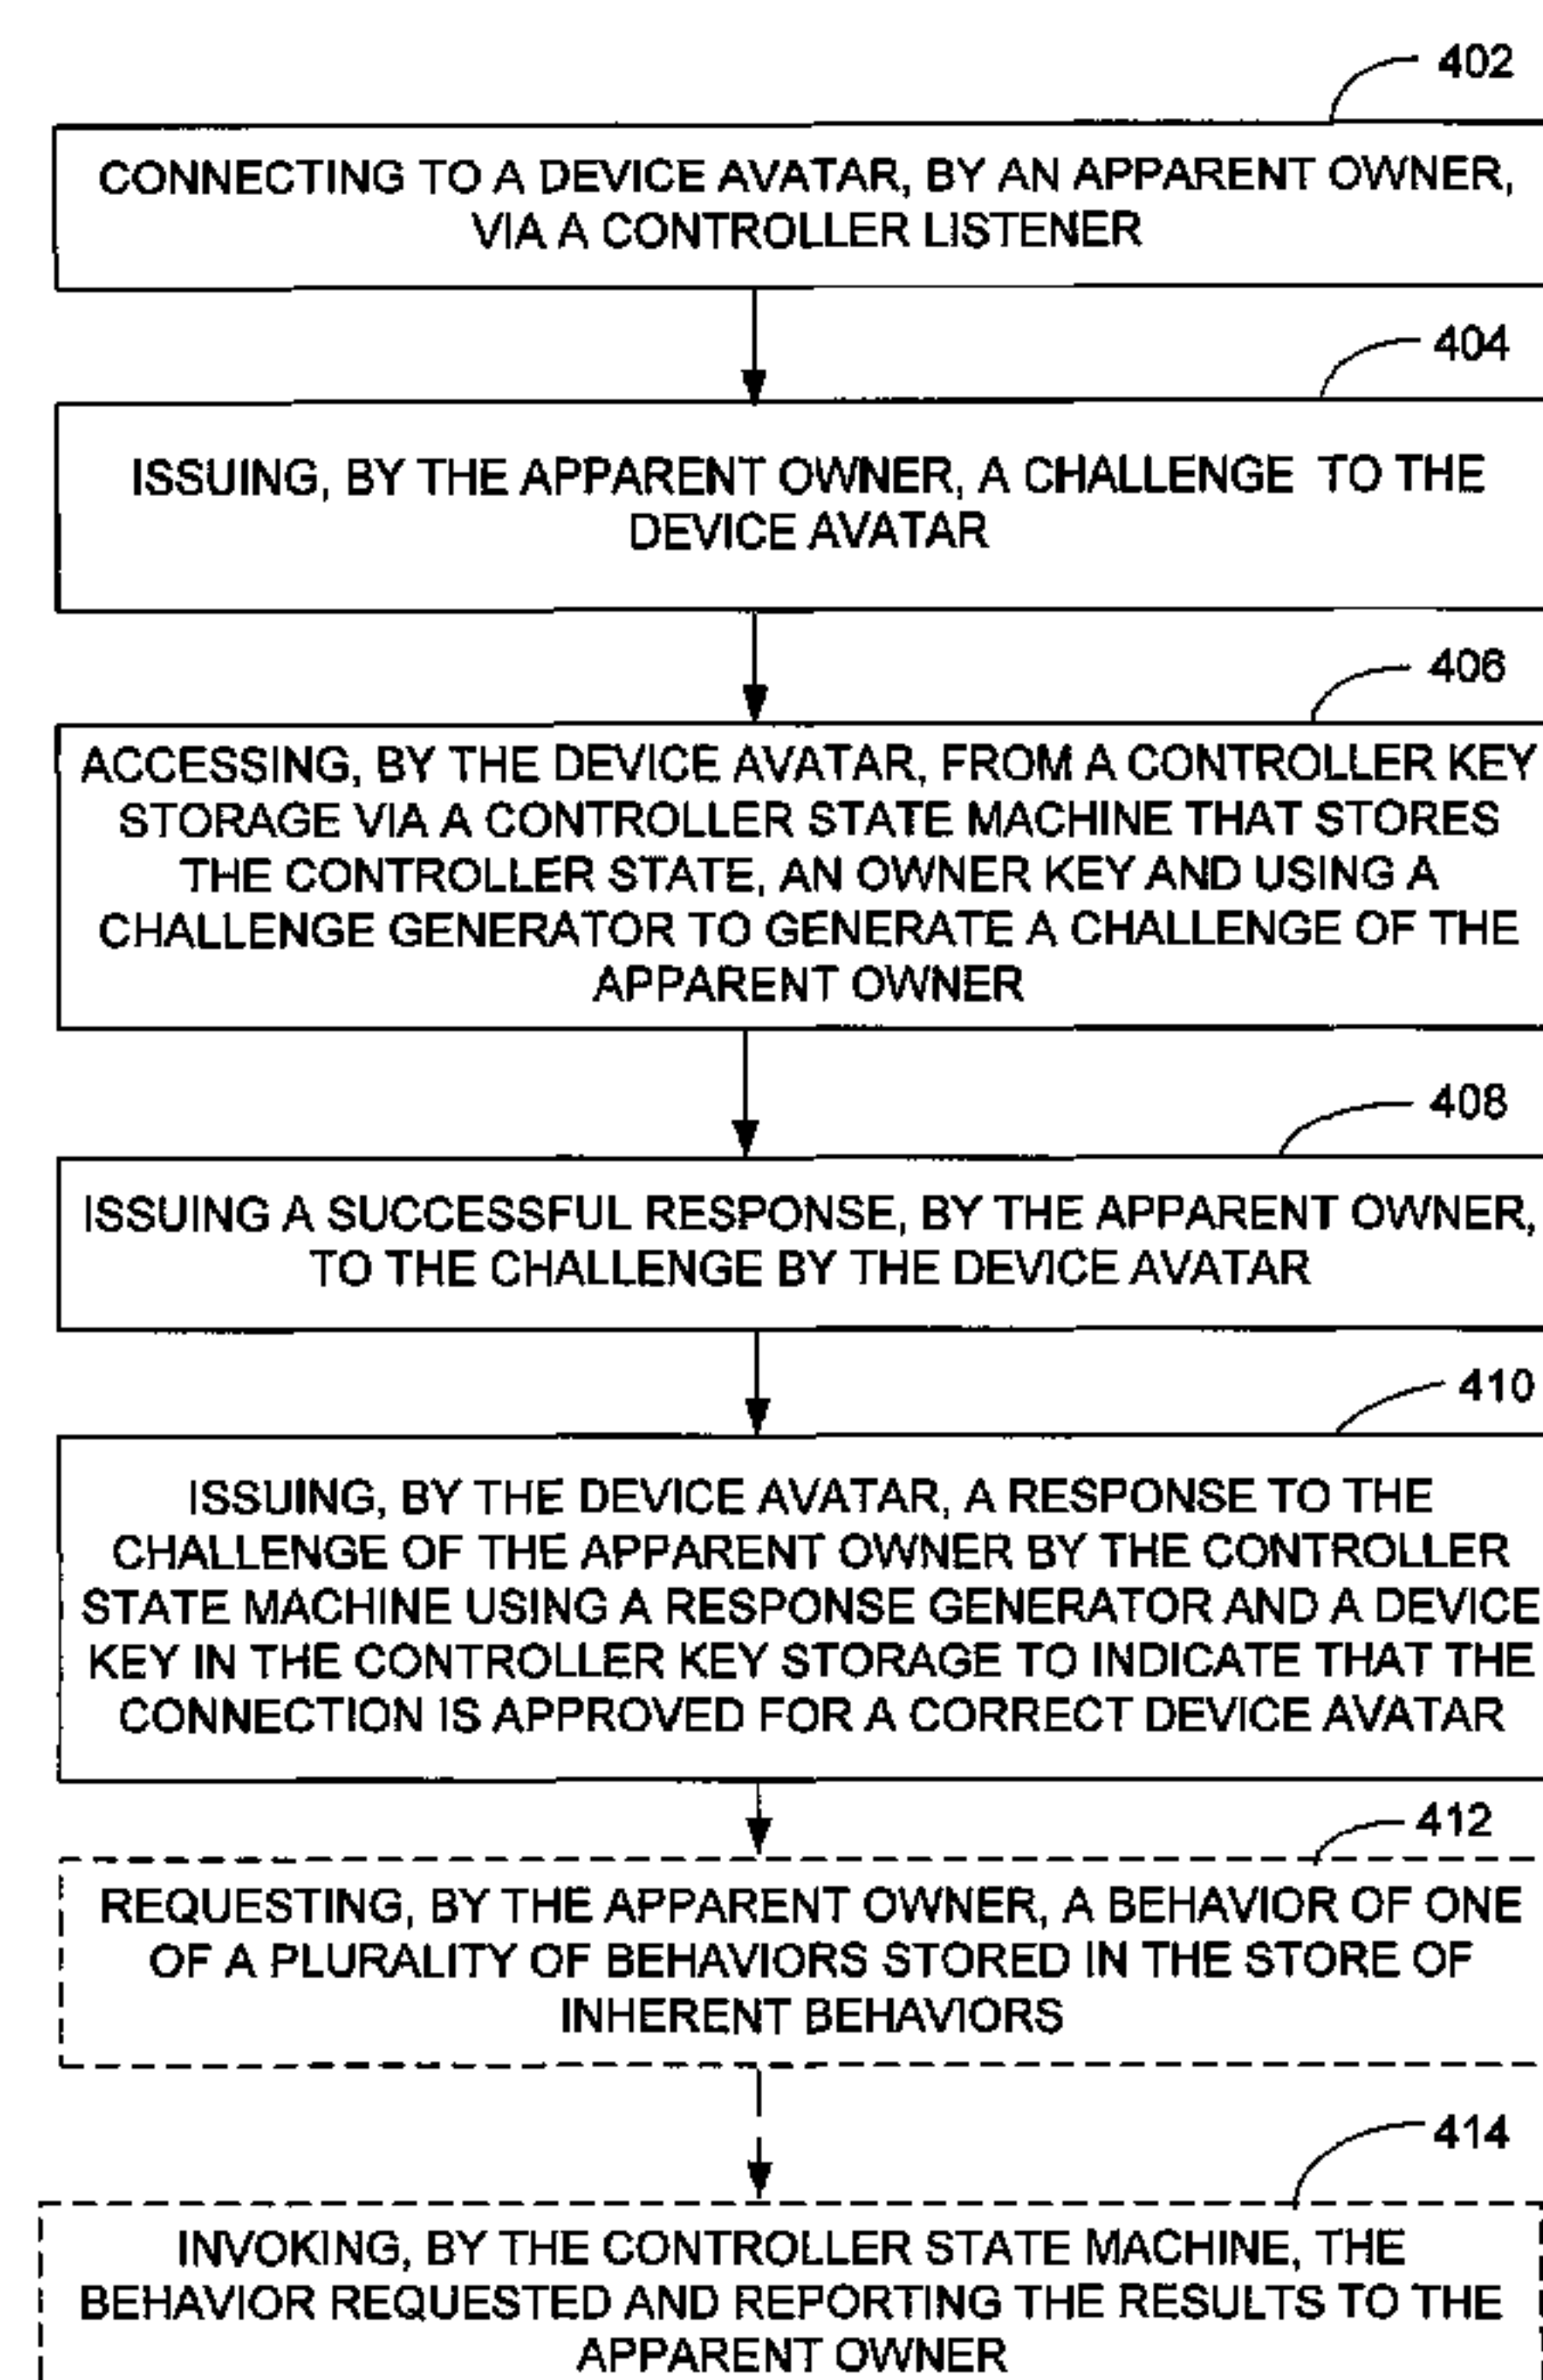 402
CONNECTING TO A DEVICE AVATAR, BY AN APPARENT OWNER,
VIA A CONTROLLER LISTENER
404
ISSUING, BY THE APPARENT OWNER, A CHALLENGE TO THE
DEVICE AVATAR
406
ACCESSING, BY THE DEVICE AVATAR, FROM A CONTROLLER KEY
STORAGE VIA A CONTROLLER STATE MACHINE THAT STORES
THE CONTROLLER STATE, AN OWNER KEY AND USING A
CHALLENGE GENERATOR TO GENERATE A CHALLENGE OF THE
APPARENT OWNER
408
ISSUING A SUCCESSFUL RESPONSE, BY THE APPARENT OWNER,
TO THE CHALLENGE BY THE DEVICE AVATAR
410
ISSUING, BY THE DEVICE AVATAR, A RESPONSE TO THE
CHALLENGE OF THE APPARENT OWNER BY THE CONTROLLER
STATE MACHINE USING A RESPONSE GENERATOR AND A DEVICE
KEY IN THE CONTROLLER KEY STORAGE TO INDICATE THAT THE
CONNECTION IS APPROVED FOR A CORRECT DEVICE AVATAR
412
REQUESTING, BY THE APPARENT OWNER, A BEHAVIOR OF ONE
OF A PLURALITY OF BEHAVIORS STORED IN THE STORE OF
INHERENT BEHAVIORS
414
INVOKING, BY THE CONTROLLER STATE MACHINE, THE
BEHAVIOR REQUESTED AND REPORTING THE RESULTS TO THE
APPARENT OWNER